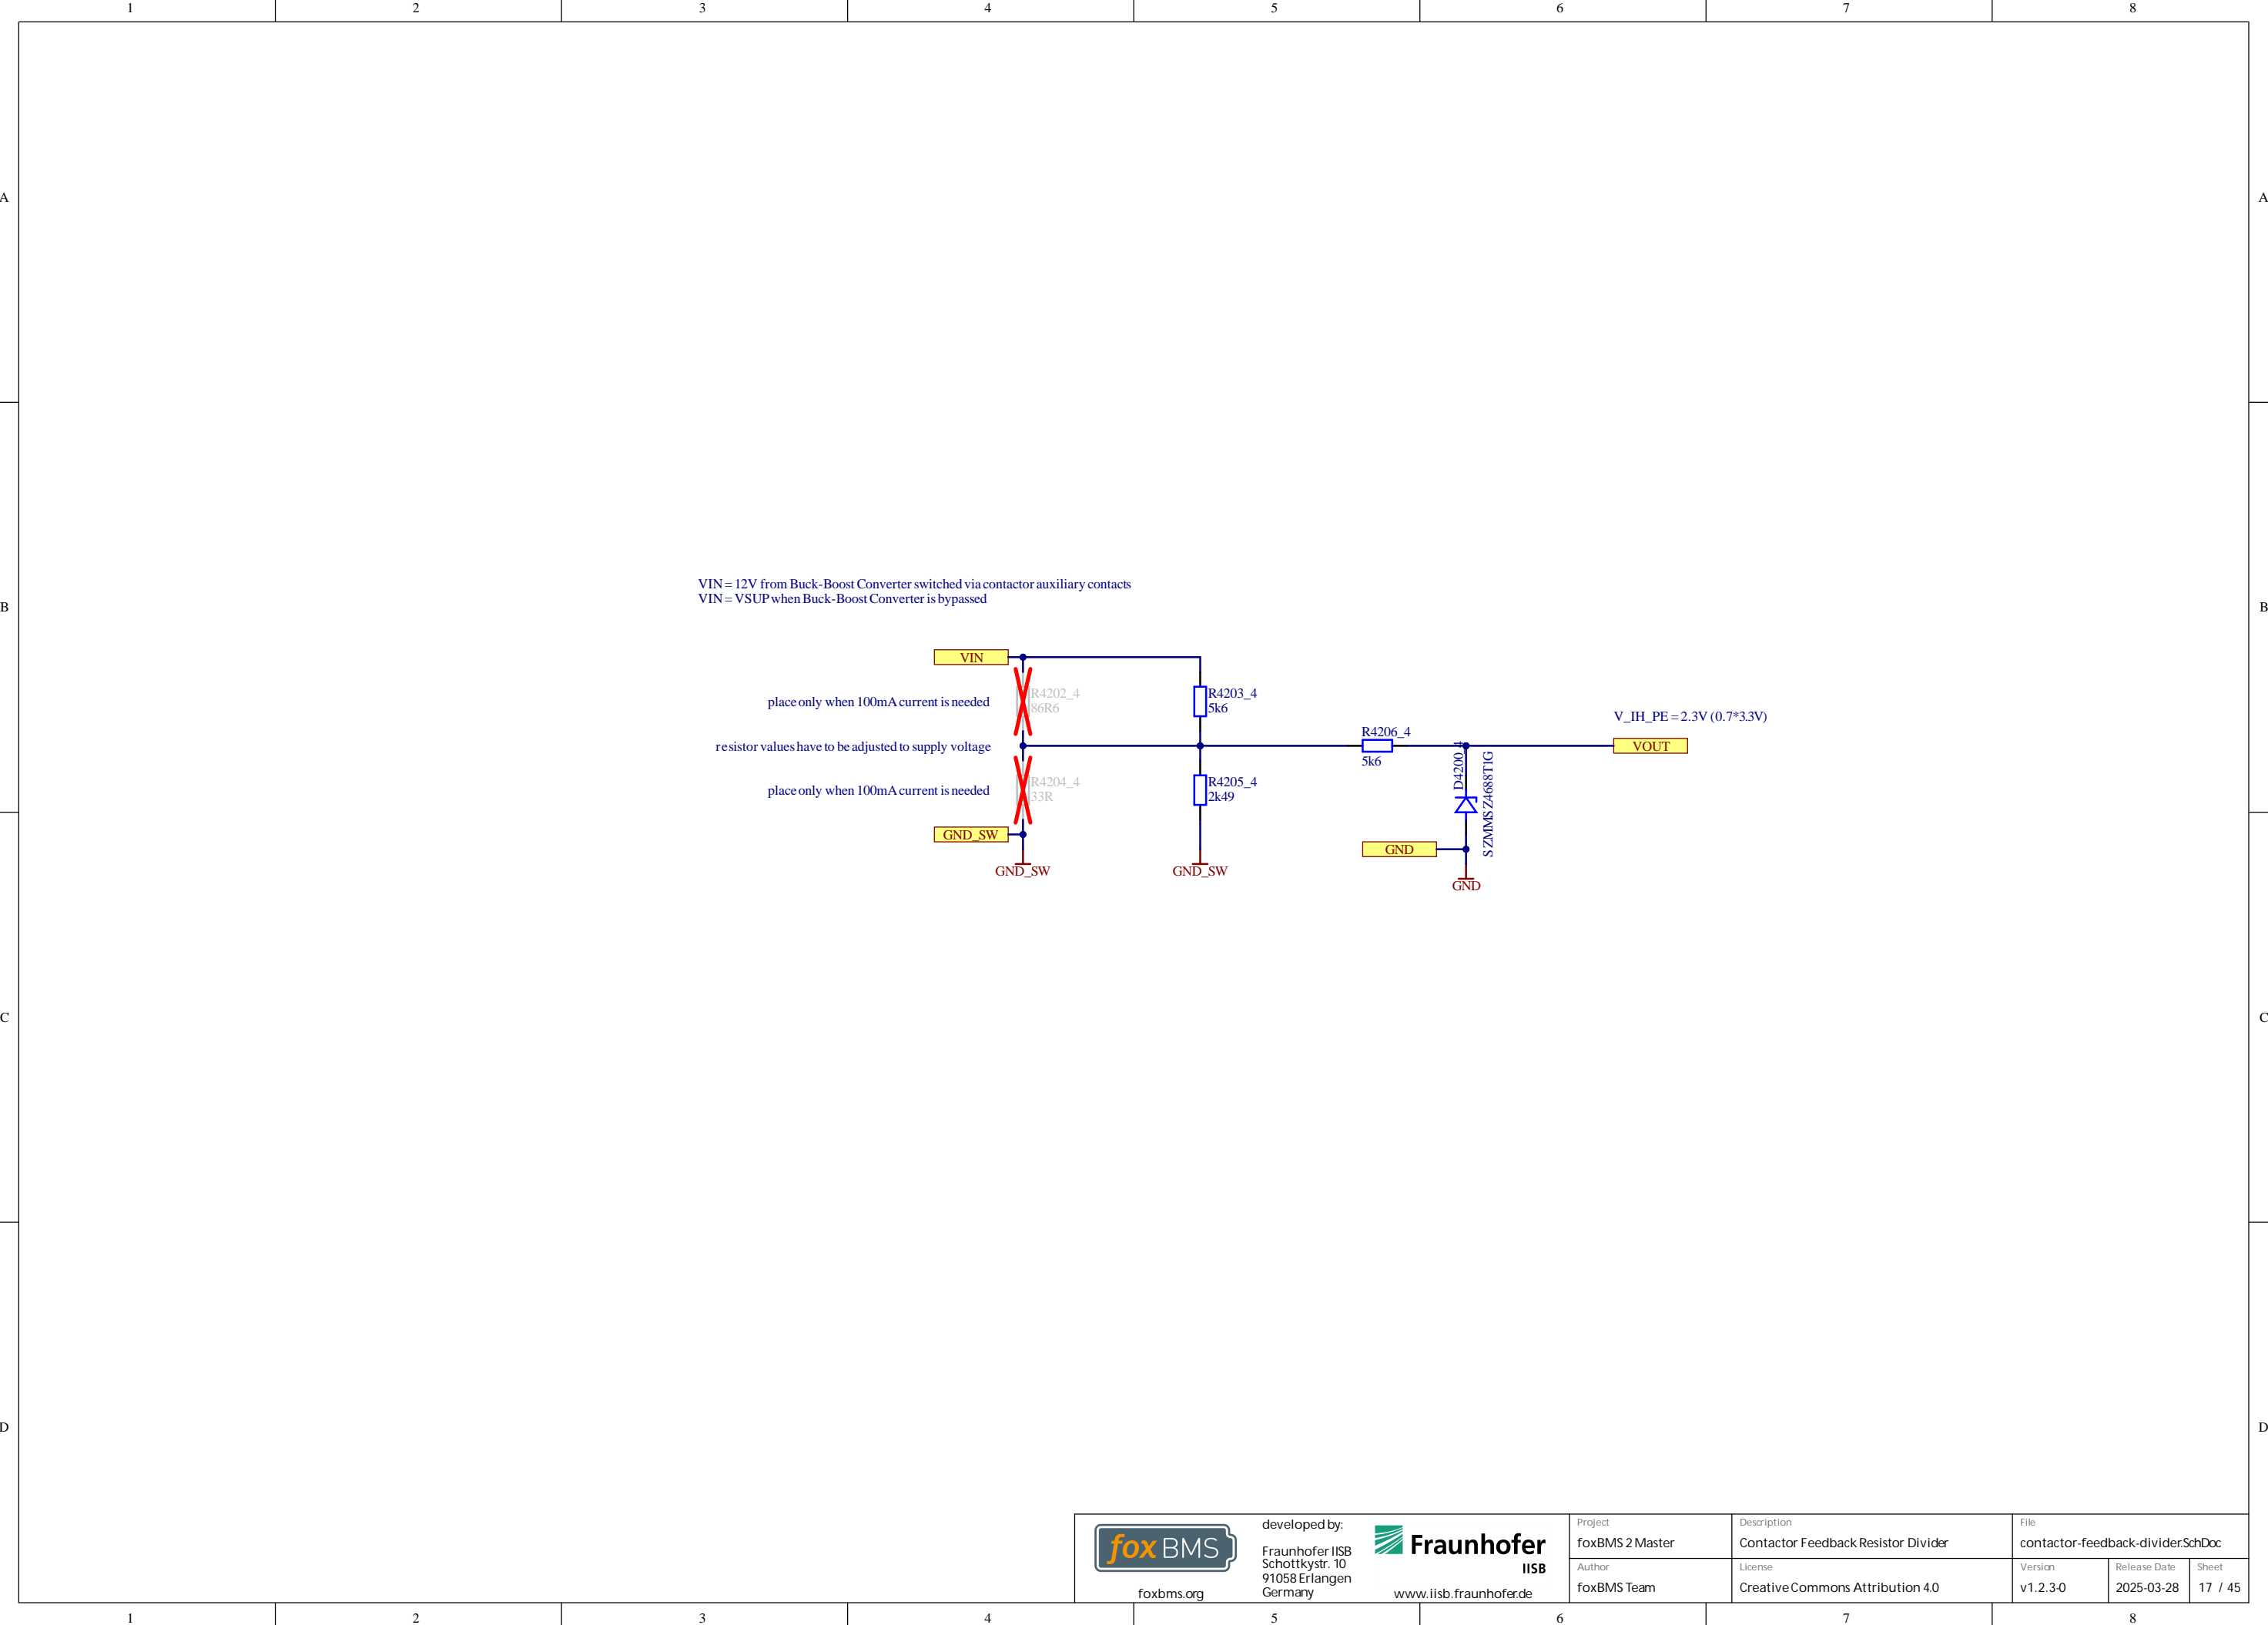 1 2 3 4 5 6 7 8
A A
VIN = 12V from Buck-Boost Converter switched via contactor auxiliary contacts
VIN = VSUP when Buck-Boost Converter is bypassed
B B
VIN
R4202_4
86R6
place only when 100mA current is needed
R4203_4
5k6
resistor values have to be adjusted to supply voltage
R4206_4
5k6
V_IH_PE = 2.3V (0.7*3.3V)
VOUT
R4204_4
33R
place only when 100mA current is needed
R4205_4
2k49
D4200_4
SZMMSZ4688T1G
GND_SW
GND
GND_SW
GND_SW
GND
C C
D D
fox BMS
foxbms.org
developed by:
Fraunhofer IISB
Schottkystr. 10
91058 Erlangen
Germany
Fraunhofer
IISB
www.iisb.fraunhofer.de
Project
foxBMS 2 Master
Description
Contactor Feedback Resistor Divider
File
contactor-feedback-divider.SchDoc
Author
foxBMS Team
License
Creative Commons Attribution 4.0
Version
v1.2.3-0
Release Date
2025-03-28
Sheet
17 / 45
1 2 3 4 5 6 7 8